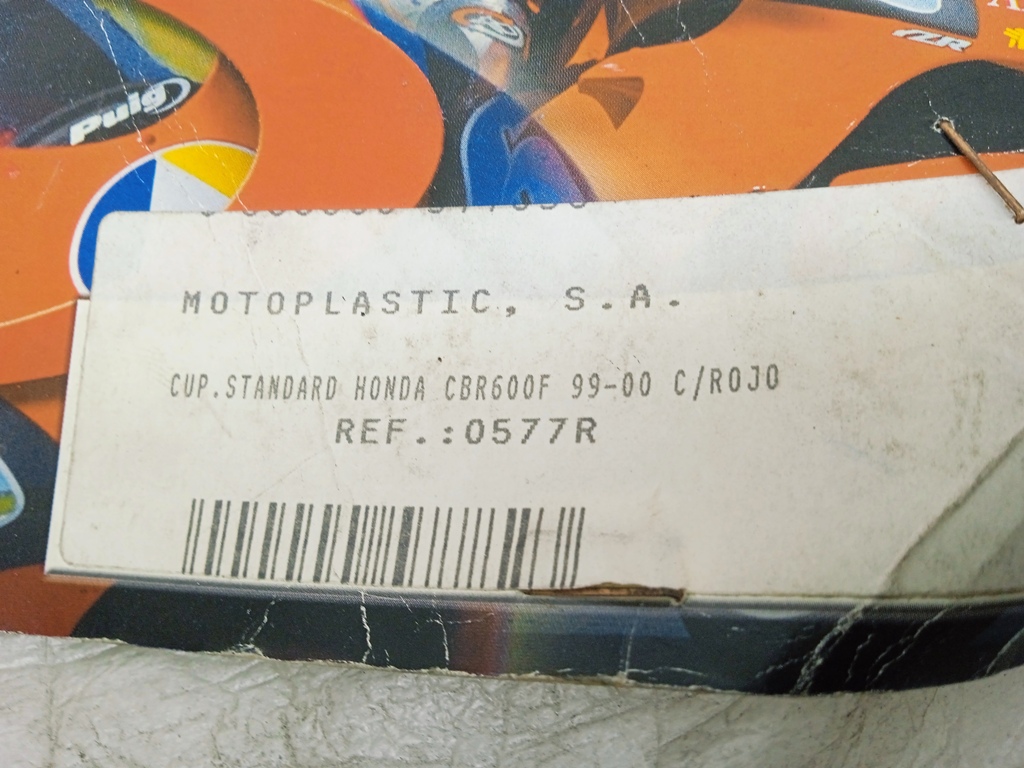 Puig
MOTOPLASTIC, S.A.
CUP.STANDARD HONDA CBR600F 99-00 C/ROJO
REF.:0577R